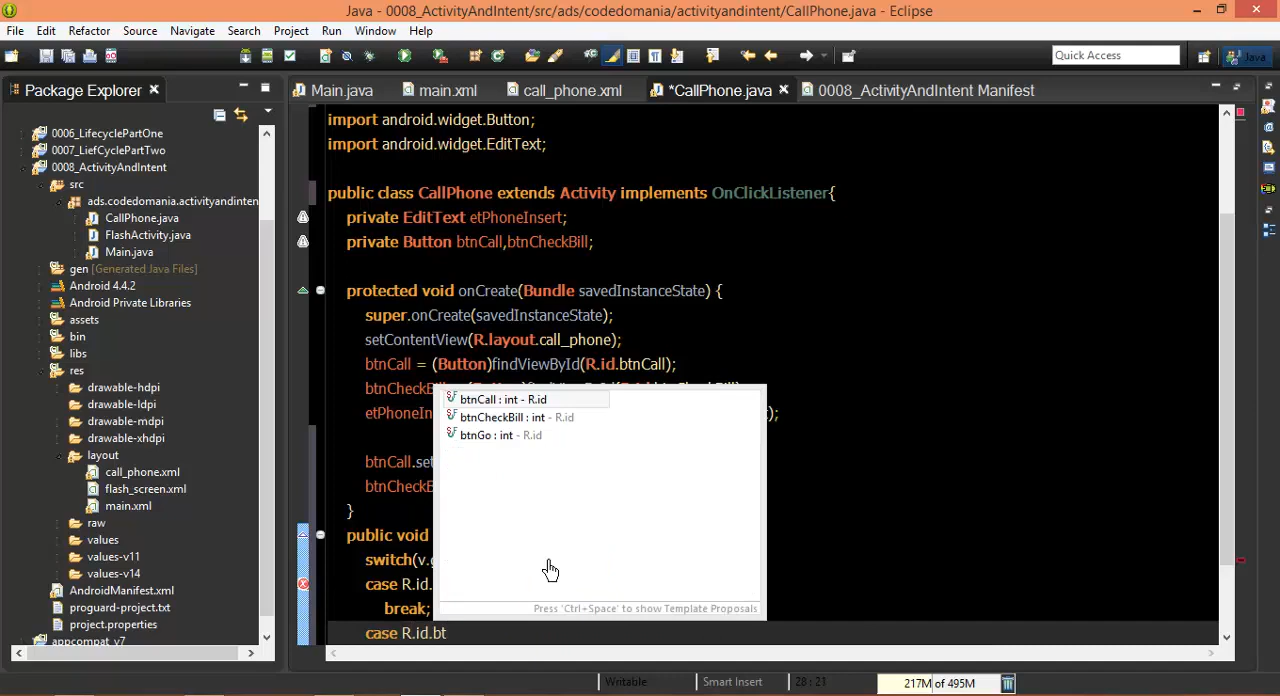 Java - 0008_ActivityAndIntent/src/ads/codedomania/activityandintent/CallPhone.java - Eclipse
File Edit Refactor Source Navigate Search Project Run Window Help
Quick Access
Java
Package Explorer
Main.java main.xml call_phone.xml *CallPhone.java 0008_ActivityAndIntent Manifest
0006_LifecyclePartOne
0007_LiefCyclePartTwo
0008_ActivityAndIntent
src
ads.codedomania.activityandinten
CallPhone.java
FlashActivity.java
Main.java
gen [Generated Java Files]
Android 4.4.2
Android Private Libraries
assets
bin
libs
res
drawable-hdpi
drawable-ldpi
drawable-mdpi
drawable-xhdpi
layout
call_phone.xml
flash_screen.xml
main.xml
raw
values
values-v11
values-v14
AndroidManifest.xml
proguard-project.txt
project.properties
appcompat_v7
import android.widget.Button;
import android.widget.EditText;
public class CallPhone extends Activity implements OnClickListener{
private EditText etPhoneInsert;
private Button btnCall,btnCheckBill;
protected void onCreate(Bundle savedInstanceState) {
super.onCreate(savedInstanceState);
setContentView(R.layout.call_phone);
btnCall = (Button)findViewById(R.id.btnCall);
btnCheckB
etPhoneIn );
btnCall.set
btnCheckB
}
public void
switch(v.g
case R.id.
break;
case R.id.bt
btnCall : int - R.id
btnCheckBill : int - R.id
btnGo : int - R.id
Press 'Ctrl+Space' to show Template Proposals
Writable Smart Insert 28 : 21 217M of 495M